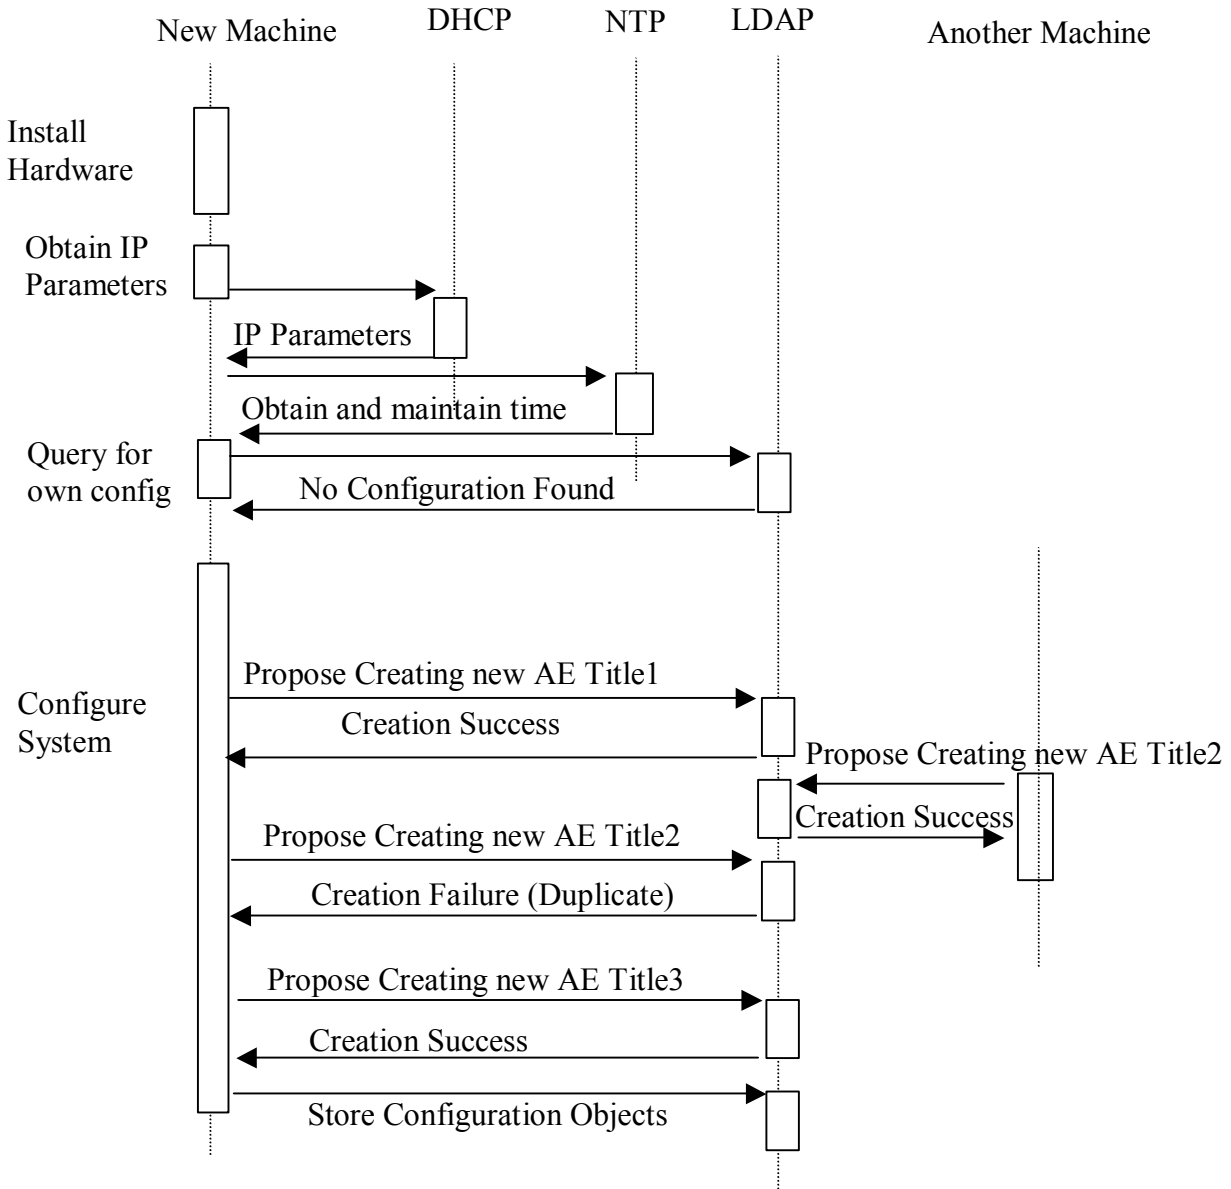 New Machine
DHCP
NTP
LDAP
Another Machine
Install
Hardware
Obtain IP
Parameters
IP Parameters
Obtain and maintain time
Query for
own config
No Configuration Found
Propose Creating new AE Title1
Configure
System
Creation Success
Propose Creating new AE Title2
Creation Success
Propose Creating new AE Title2
Creation Failure (Duplicate)
Propose Creating new AE Title3
Creation Success
Store Configuration Objects